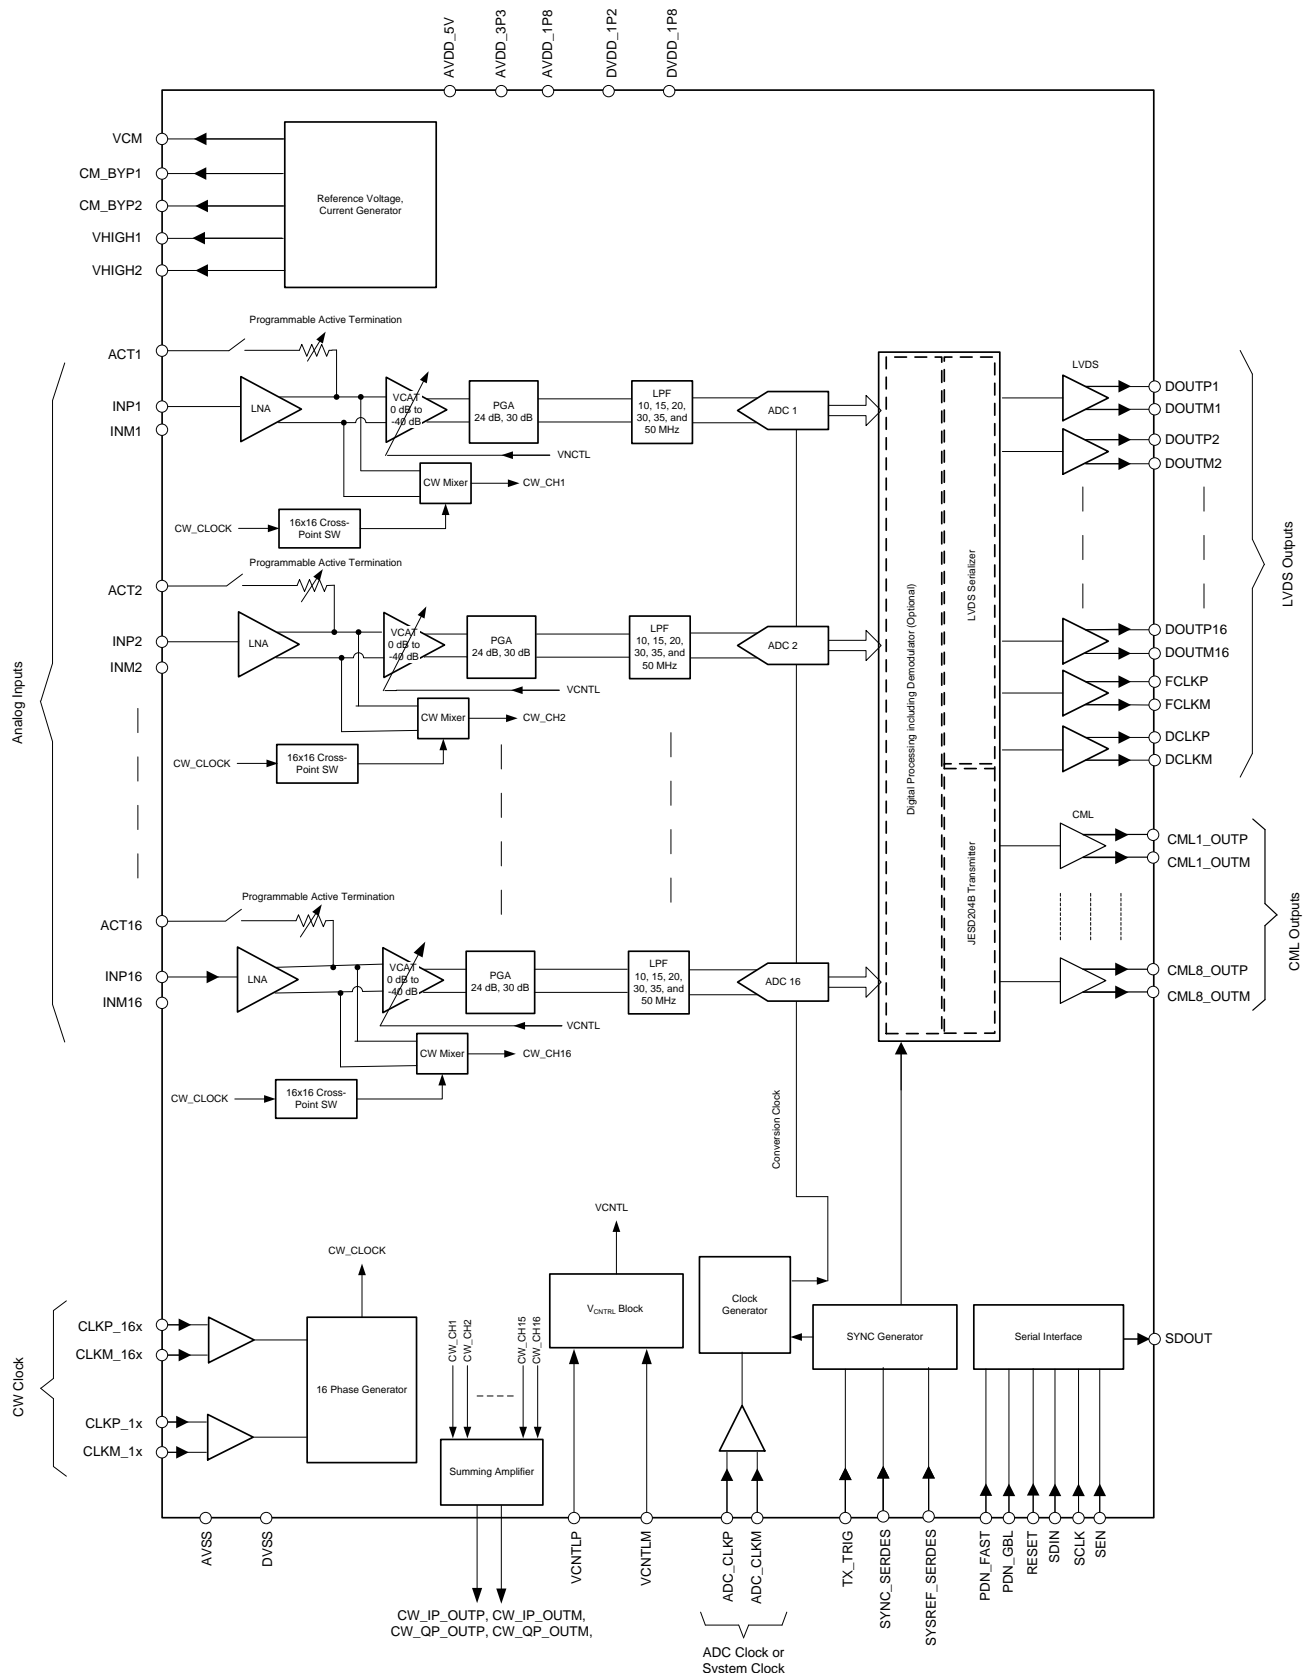 AVDD_5V
AVDD_3P3
AVDD_1P8
DVDD_1P2
DVDD_1P8
VCM
CM_BYP1
CM_BYP2
VHIGH1
VHIGH2
Reference Voltage,
Current Generator
Programmable Active Termination
ACT1
INP1
INM1
LNA
VCAT
0 dB to
-40 dB
PGA
24 dB, 30 dB
LPF
10, 15, 20,
30, 35, and
50 MHz
ADC 1
VNCTL
CW Mixer
CW_CH1
CW_CLOCK
16x16 Cross-
Point SW
Programmable Active Termination
ACT2
INP2
INM2
LNA
VCAT
0 dB to
-40 dB
PGA
24 dB, 30 dB
LPF
10, 15, 20,
30, 35, and
50 MHz
ADC 2
VCNTL
CW Mixer
CW_CH2
CW_CLOCK
16x16 Cross-
Point SW
Analog Inputs
Programmable Active Termination
ACT16
INP16
INM16
LNA
VCAT
0 dB to
-40 dB
PGA
24 dB, 30 dB
LPF
10, 15, 20,
30, 35, and
50 MHz
ADC 16
VCNTL
CW Mixer
CW_CH16
CW_CLOCK
16x16 Cross-
Point SW
Conversion Clock
Digital Processing including Demodulator (Optional)
LVDS Serializer
JESD204B Transmitter
LVDS
DOUTP1
DOUTM1
DOUTP2
DOUTM2
DOUTP16
DOUTM16
FCLKP
FCLKM
DCLKP
DCLKM
LVDS Outputs
CML
CML1_OUTP
CML1_OUTM
CML8_OUTP
CML8_OUTM
CML Outputs
CW Clock
CLKP_16x
CLKM_16x
CLKP_1x
CLKM_1x
CW_CLOCK
16 Phase Generator
CW_CH1
CW_CH2
CW_CH15
CW_CH16
Summing Amplifier
VCNTL
VCNTRL Block
Clock
Generator
SYNC Generator
Serial Interface
SDOUT
AVSS
DVSS
CW_IP_OUTP, CW_IP_OUTM,
CW_QP_OUTP, CW_QP_OUTM,
VCNTLP
VCNTLM
ADC_CLKP
ADC_CLKM
ADC Clock or
System Clock
TX_TRIG
SYNC_SERDES
SYSREF_SERDES
PDN_FAST
PDN_GBL
RESET
SDIN
SCLK
SEN